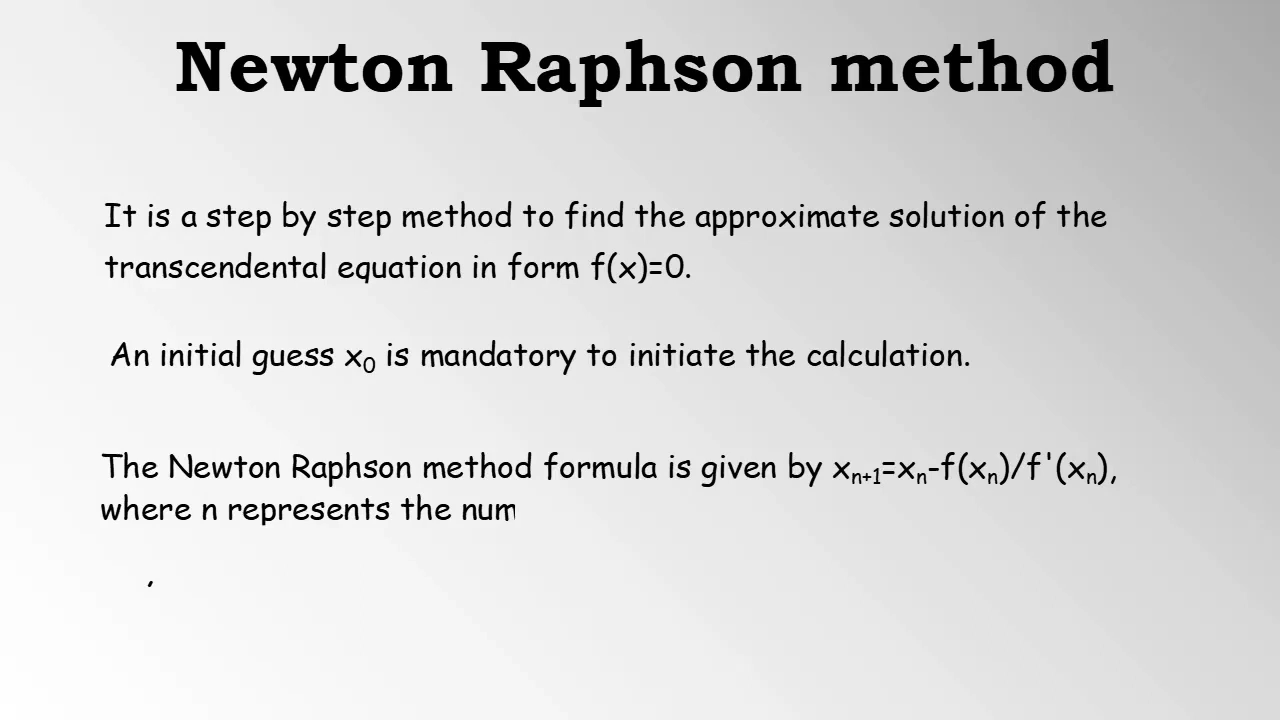 Newton Raphson method
It is a step by step method to find the approximate solution of the
transcendental equation in form f(x)=0.
An initial guess x₀ is mandatory to initiate the calculation.
The Newton Raphson method formula is given by xₙ₊₁=xₙ-f(xₙ)/f'(xₙ),
where n represents the num